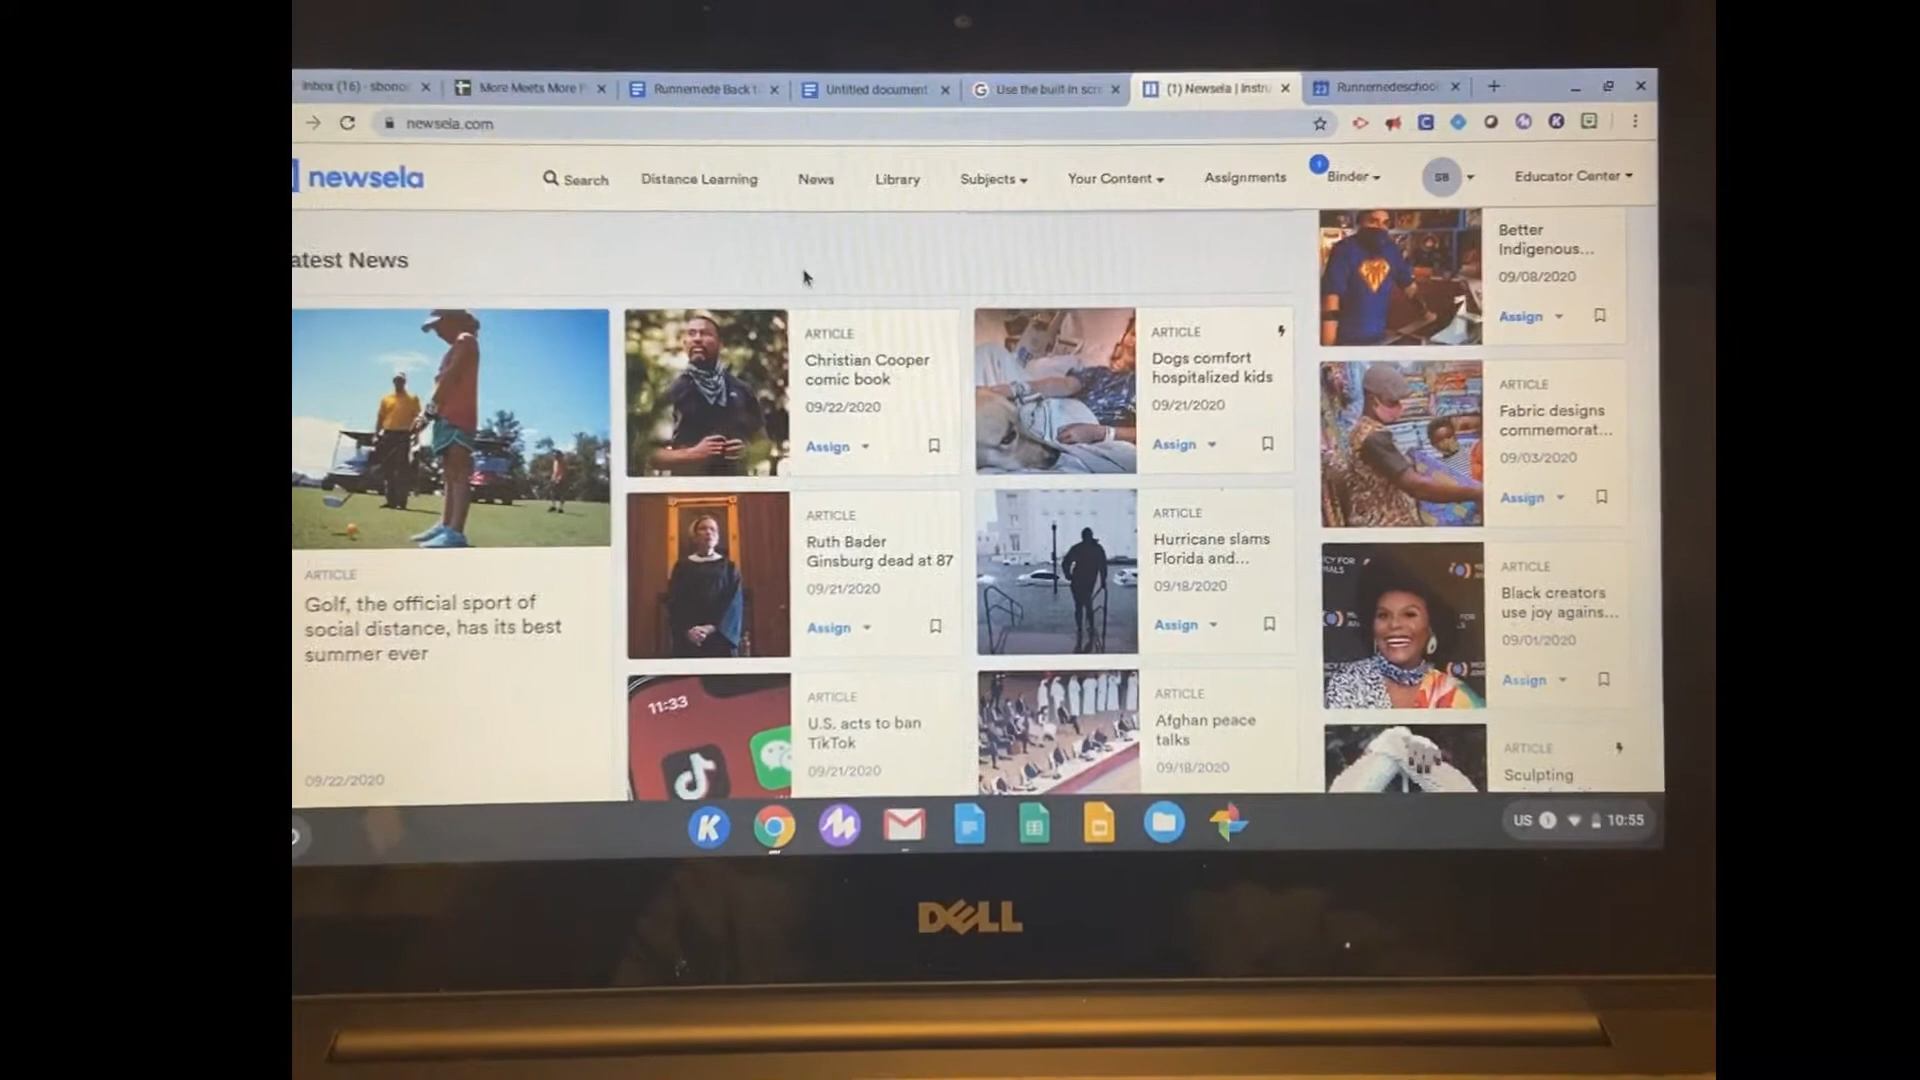 Inbox (16) - sbono
More Meets More F
Runnemede Back t
Untitled document
Use the built in scre
(1) Newsela | Instru
Runnemedeschool
newsela.com
newsela
Search
Distance Learning
News
Library
Subjects
Your Content
Assignments
1
Binder
SB
Educator Center
atest News
ARTICLE
Golf, the official sport of
social distance, has its best
summer ever
09/22/2020
ARTICLE
Christian Cooper
comic book
09/22/2020
Assign
ARTICLE
Dogs comfort
hospitalized kids
09/21/2020
Assign
ARTICLE
Ruth Bader
Ginsburg dead at 87
09/21/2020
Assign
ARTICLE
Hurricane slams
Florida and...
09/18/2020
Assign
11:33
ARTICLE
U.S. acts to ban
TikTok
09/21/2020
ARTICLE
Afghan peace
talks
09/18/2020
Better
Indigenous...
09/08/2020
Assign
ARTICLE
Fabric designs
commemorat...
09/03/2020
Assign
ARTICLE
Black creators
use joy agains...
09/01/2020
Assign
ARTICLE
Sculpting
US
1
10:55
DELL